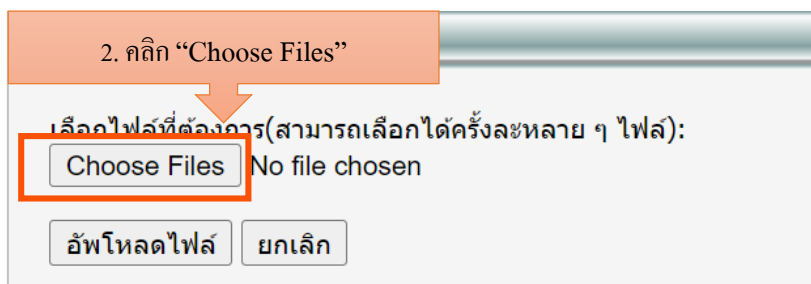 2. คลิก “Choose Files”
เลือกไฟล์ที่ต้องการ(สามารถเลือกได้ครั้งละหลาย ๆ ไฟล์):
Choose Files No file chosen
อัพโหลดไฟล์ ยกเลิก